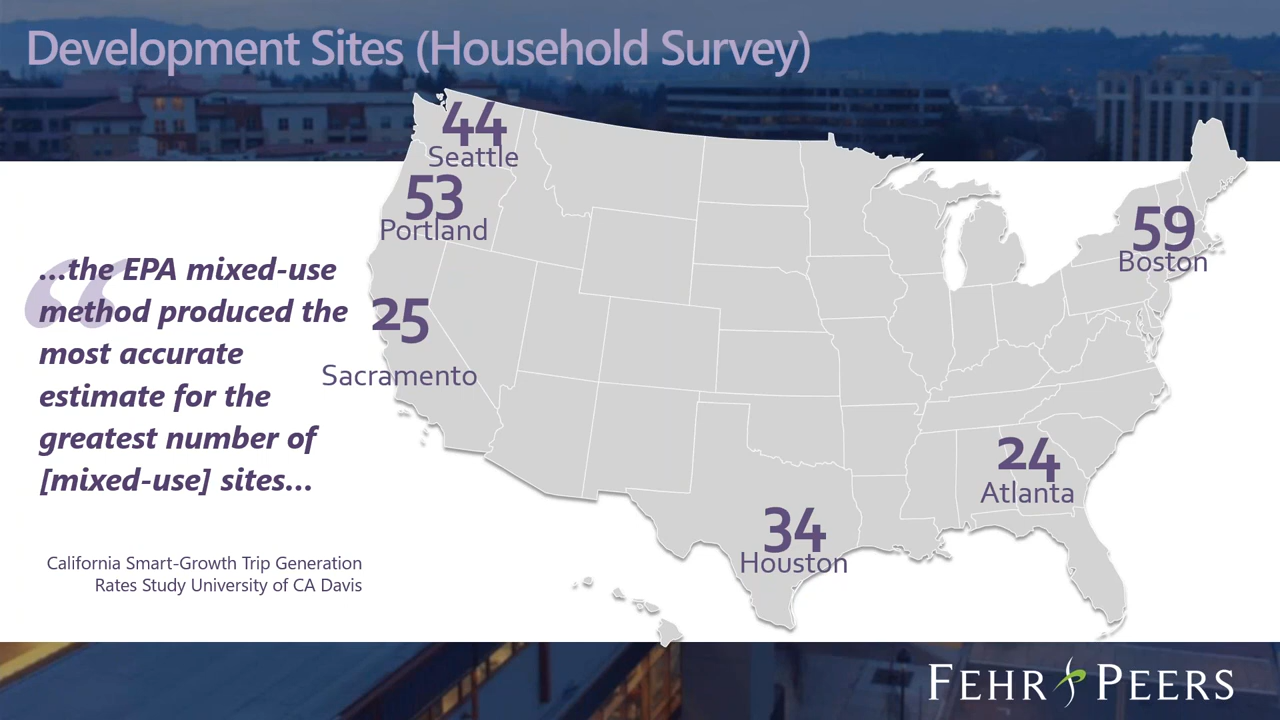 Development Sites (Household Survey)
44
Seattle
53
Portland
59
Boston
“
...the EPA mixed-use
method produced the
most accurate
estimate for the
greatest number of
[mixed-use] sites...
25
Sacramento
24
Atlanta
34
Houston
California Smart-Growth Trip Generation
Rates Study University of CA Davis
FEHR PEERS